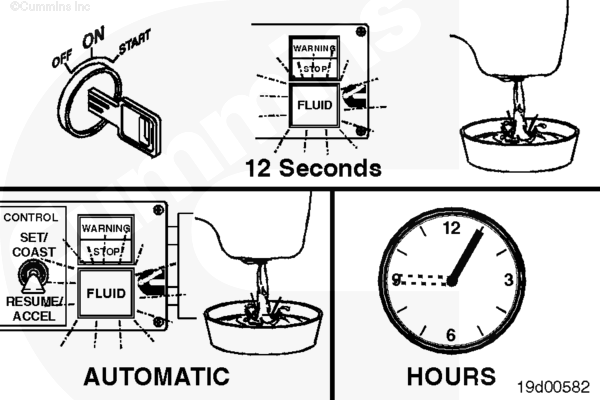 ©Cummins Inc
OFF
ON
START
WARNING
STOP
FLUID
12 Seconds
CONTROL
SET/
COAST
RESUME/
ACCEL
WARNING
STOP
FLUID
AUTOMATIC
12
9
3
6
HOURS
19d00582
Cummins